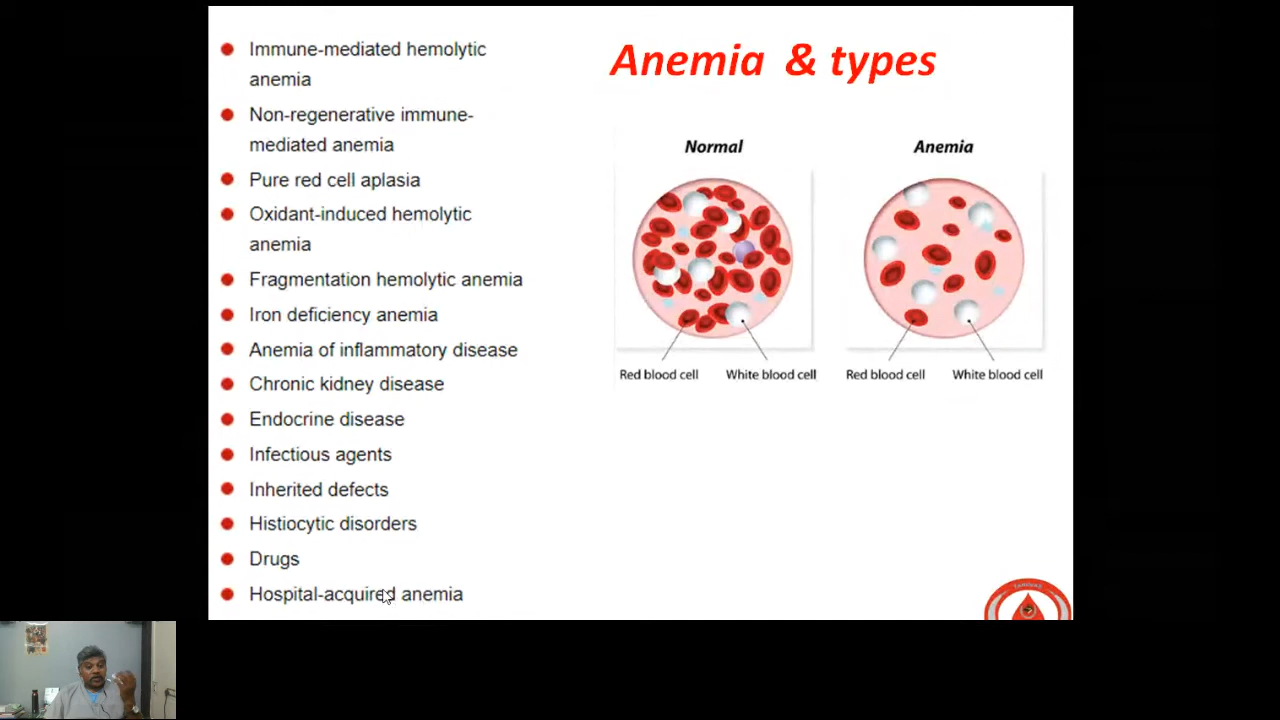 Anemia & types
Immune-mediated hemolytic
anemia
Non-regenerative immune-
mediated anemia
Pure red cell aplasia
Oxidant-induced hemolytic
anemia
Fragmentation hemolytic anemia
Iron deficiency anemia
Anemia of inflammatory disease
Chronic kidney disease
Endocrine disease
Infectious agents
Inherited defects
Histiocytic disorders
Drugs
Hospital-acquired anemia
Normal
Anemia
Red blood cell
White blood cell
Red blood cell
White blood cell